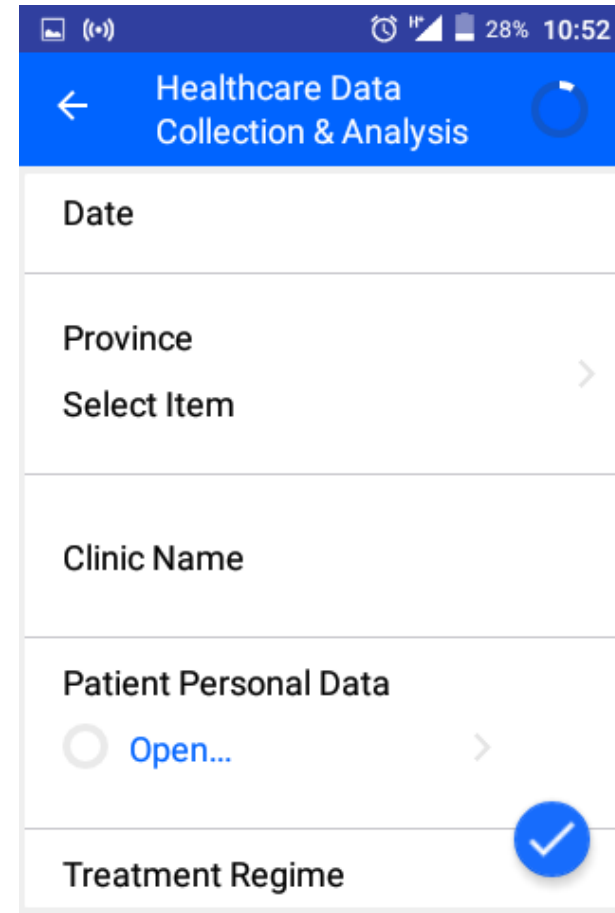 H+ 28% 10:52
Healthcare Data
Collection & Analysis
Date
Province
Select Item
Clinic Name
Patient Personal Data
Open...
Treatment Regime